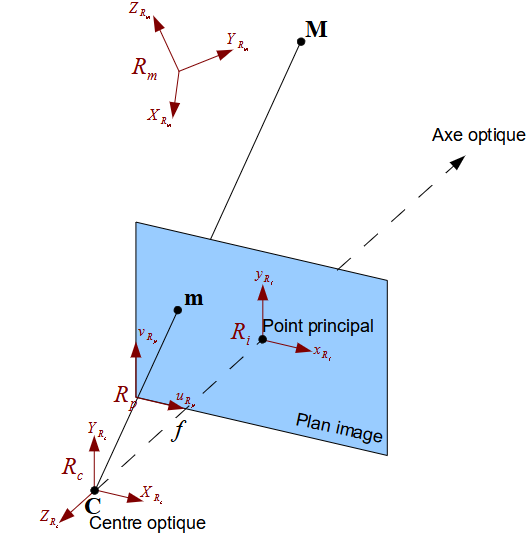 Z_{R_m}
M
Y_{R_m}
R_m
X_{R_m}
Axe optique
y_{R_i}
m
Point principal
R_i
x_{R_i}
v_{R_p}
R_p
u_{R_p}
Plan image
f
Y_{R_c}
R_c
X_{R_c}
C
Z_{R_c}
Centre optique